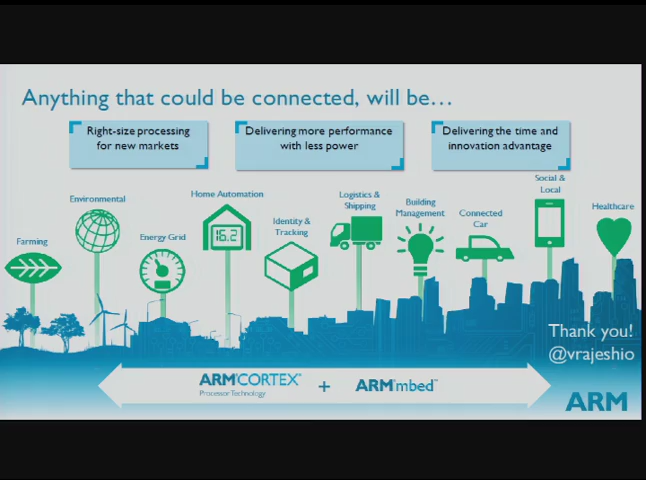 Anything that could be connected, will be...
Right-size processing
for new markets
Delivering more performance
with less power
Delivering the time and
innovation advantage
Farming
Environmental
Energy Grid
Home Automation
16.2
Identity &
Tracking
Logistics &
Shipping
Building
Management
Connected
Car
Social &
Local
Healthcare
Thank you!
@vrajeshio
ARM®CORTEX™
Processor Technology
+
ARM®mbed™
ARM